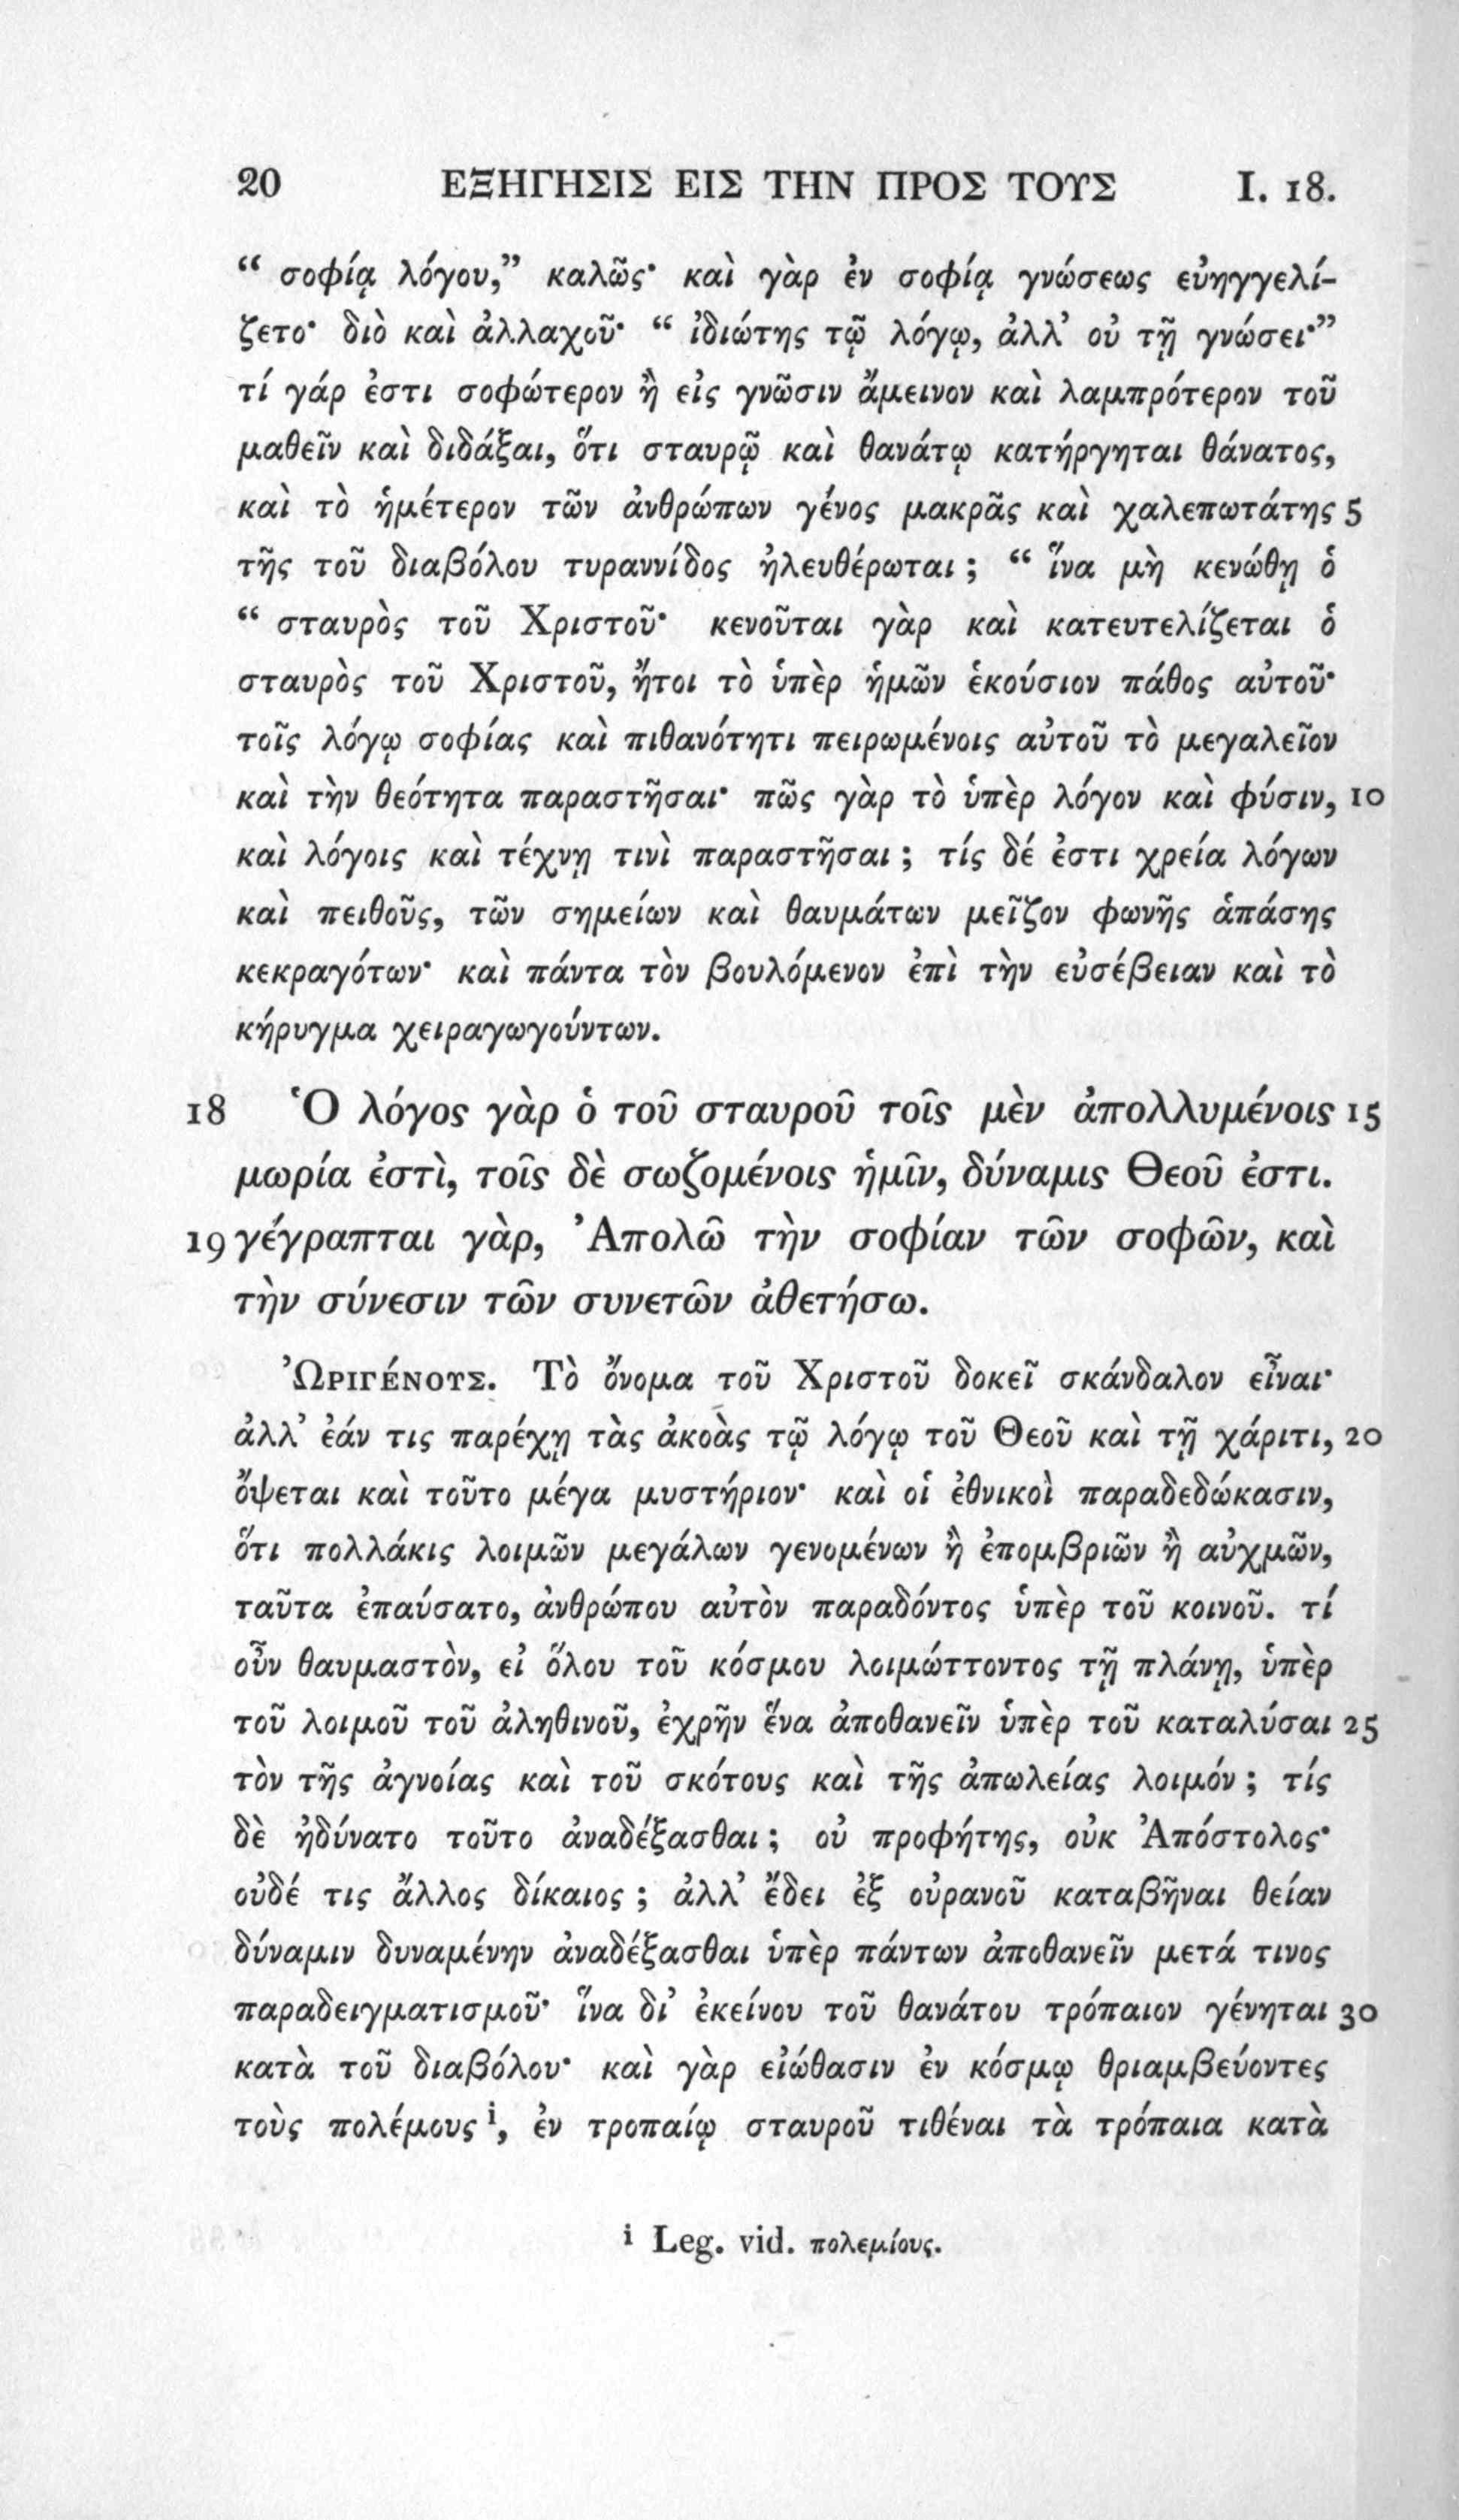 20 ΕΞΗΓΗΣΙΣ ΕΙΣ ΤΗΝ ΠΡΟΣ ΤΟΥΣ I. 18.
“ σοφίᾳ λόγου,” καλῶς· καὶ γὰρ ἐν σοφίᾳ γνώσεως εὐηγγελί-
ζετο· διὸ καὶ ἀλλαχοῦ· “ ἰδιώτης τῷ λόγῳ, ἀλλ’ οὐ τῇ γνώσει·”
τί γάρ ἐστι σοφώτερον ἢ εἰς γνῶσιν ἄμεινον καὶ λαμπρότερον τοῦ
μαθεῖν καὶ διδάξαι, ὅτι σταυρῷ καὶ θανάτῳ κατήργηται θάνατος,
καὶ τὸ ἡμέτερον τῶν ἀνθρώπων γένος μακρᾶς καὶ χαλεπωτάτης 5
τῆς τοῦ διαβόλου τυραννίδος ἠλευθέρωται ; “ ἵνα μὴ κενώθῃ ὁ
“ σταυρὸς τοῦ Χριστοῦ· κενοῦται γὰρ καὶ κατευτελίζεται ὁ
σταυρὸς τοῦ Χριστοῦ, ἤτοι τὸ ὑπὲρ ἡμῶν ἑκούσιον πάθος αὐτοῦ·
τοῖς λόγῳ σοφίας καὶ πιθανότητι πειρωμένοις αὐτοῦ τὸ μεγαλεῖον
καὶ τὴν θεότητα παραστῆσαι· πῶς γὰρ τὸ ὑπὲρ λόγον καὶ φύσιν, 10
καὶ λόγοις καὶ τέχνῃ τινὶ παραστῆσαι ; τίς δέ ἐστι χρεία λόγων
καὶ πειθοῦς, τῶν σημείων καὶ θαυμάτων μεῖζον φωνῆς ἁπάσης
κεκραγότων· καὶ πάντα τὸν βουλόμενον ἐπὶ τὴν εὐσέβειαν καὶ τὸ
κήρυγμα χειραγωγούντων.
18 Ὁ λόγος γὰρ ὁ τοῦ σταυροῦ τοῖς μὲν ἀπολλυμένοις 15
μωρία ἐστὶ, τοῖς δὲ σωζομένοις ἡμῖν, δύναμις Θεοῦ ἐστι.
19 γέγραπται γὰρ, Ἀπολῶ τὴν σοφίαν τῶν σοφῶν, καὶ
τὴν σύνεσιν τῶν συνετῶν ἀθετήσω.
ὨΡΙΓΈΝΟΥΣ. Τὸ ὄνομα τοῦ Χριστοῦ δοκεῖ σκάνδαλον εἶναι·
ἀλλ’ ἐάν τις παρέχῃ τὰς ἀκοὰς τῷ λόγῳ τοῦ Θεοῦ καὶ τῇ χάριτι, 20
ὄψεται καὶ τοῦτο μέγα μυστήριον· καὶ οἱ ἐθνικοὶ παραδεδώκασιν,
ὅτι πολλάκις λοιμῶν μεγάλων γενομένων ἢ ἐπομβριῶν ἢ αὐχμῶν,
ταῦτα ἐπαύσατο, ἀνθρώπου αὐτὸν παραδόντος ὑπὲρ τοῦ κοινοῦ. τί
οὖν θαυμαστὸν, εἰ ὅλου τοῦ κόσμου λοιμώττοντος τῇ πλάνῃ, ὑπὲρ
τοῦ λοιμοῦ τοῦ ἀληθινοῦ, ἐχρῆν ἕνα ἀποθανεῖν ὑπὲρ τοῦ καταλύσαι 25
τὸν τῆς ἀγνοίας καὶ τοῦ σκότους καὶ τῆς ἀπωλείας λοιμόν ; τίς
δὲ ἠδύνατο τοῦτο ἀναδέξασθαι ; οὐ προφήτης, οὐκ Ἀπόστολος·
οὐδέ τις ἄλλος δίκαιος ; ἀλλ’ ἔδει ἐξ οὐρανοῦ καταβῆναι θείαν
δύναμιν δυναμένην ἀναδέξασθαι ὑπὲρ πάντων ἀποθανεῖν μετά τινος
παραδειγματισμοῦ· ἵνα δι’ ἐκείνου τοῦ θανάτου τρόπαιον γένηται 30
κατὰ τοῦ διαβόλου· καὶ γὰρ εἰώθασιν ἐν κόσμῳ θριαμβεύοντες
τοὺς πολέμους i, ἐν τροπαίῳ σταυροῦ τιθέναι τὰ τρόπαια κατὰ
i Leg. vid. πολεμίους.